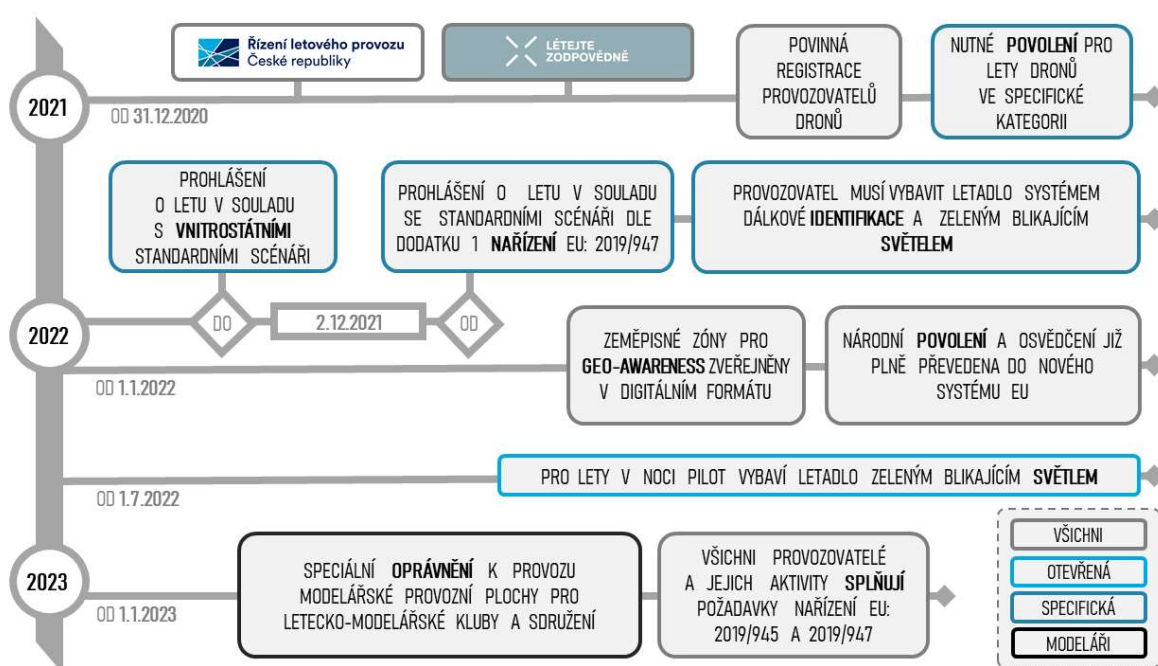 Řízení letového provozu
České republiky
LÉTEJTE
ZODPOVĚDNĚ
POVINNÁ
REGISTRACE
PROVOZOVATELŮ
DRONŮ
NUTNÉ POVOLENÍ PRO
LETY DRONŮ
VE SPECIFICKÉ
KATEGORII
2021
OD 31.12.2020
PROHLÁŠENÍ
O LETU V SOULADU
S VNITROSTÁTNÍMI
STANDARDNÍMI SCÉNÁŘI
PROHLÁŠENÍ O LETU V SOULADU
SE STANDARDNÍMI SCÉNÁŘI DLE
DODATKU 1 NAŘÍZENÍ EU: 2019/947
PROVOZOVATEL MUSÍ VYBAVIT LETADLO SYSTÉMEM
DÁLKOVÉ IDENTIFIKACE A ZELENÝM BLIKAJÍCÍM
SVĚTELEM
2022
DO
2.12.2021
OD
OD 1.1.2022
ZEMĚPISNÉ ZÓNY PRO
GEO-AWARENESS ZVEŘEJNĚNY
V DIGITÁLNÍM FORMÁTU
NÁRODNÍ POVOLENÍ A OSVĚDČENÍ JIŽ
PLNĚ PŘEVEDENA DO NOVÉHO
SYSTÉMU EU
OD 1.7.2022
PRO LETY V NOCI PILOT VYBAVÍ LETADLO ZELENÝM BLIKAJÍCÍM SVĚTLEM
2023
OD 1.1.2023
SPECIÁLNÍ OPRÁVNĚNÍ K PROVOZU
MODELÁŘSKÉ PROVOZNÍ PLOCHY PRO
LETECKO-MODELÁŘSKÉ KLUBY A SDRUŽENÍ
VŠICHNI PROVOZOVATELÉ
A JEJICH AKTIVITY SPLŇUJÍ
POŽADAVKY NAŘÍZENÍ EU:
2019/945 A 2019/947
VŠICHNI
OTEVŘENÁ
SPECIFICKÁ
MODELÁŘI